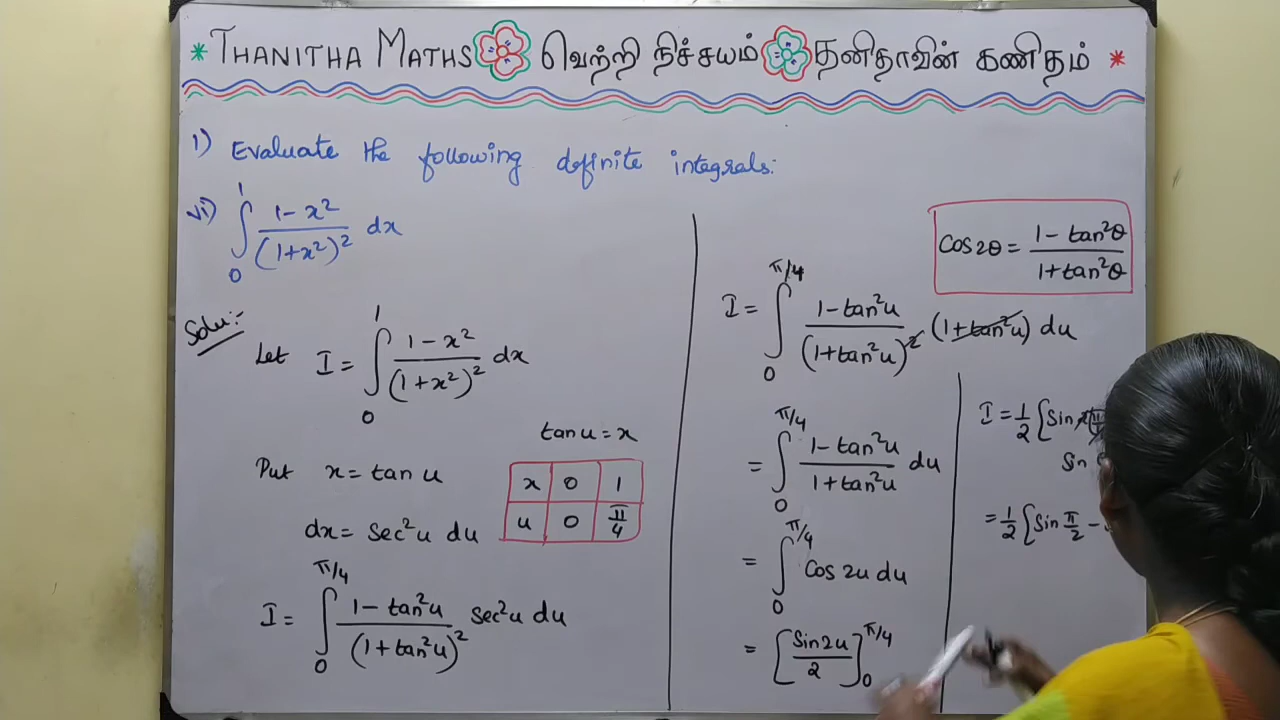 * THANITHA MATHS வெற்றி நிச்சயம் தனிதாவின் கணிதம் *
1) Evaluate the following definite integrals:
vi) ∫₀¹ (1-x²)/(1+x²)² dx
Solu:-
Let I = ∫₀¹ (1-x²)/(1+x²)² dx
tan u = x
Put x = tan u
x 0 1
u 0 π/4
dx = sec²u du
I = ∫₀^(π/4) (1-tan²u)/(1+tan²u)² sec²u du
Cos2θ = (1-tan²θ)/(1+tan²θ)
I = ∫₀^(π/4) (1-tan²u)/(1+tan²u)² (1+tan²u) du
= ∫₀^(π/4) (1-tan²u)/(1+tan²u) du
= ∫₀^(π/4) Cos 2u du
= [Sin2u/2]₀^(π/4)
I = 1/2 [Sin
Sin
= 1/2 [Sin π/2 -